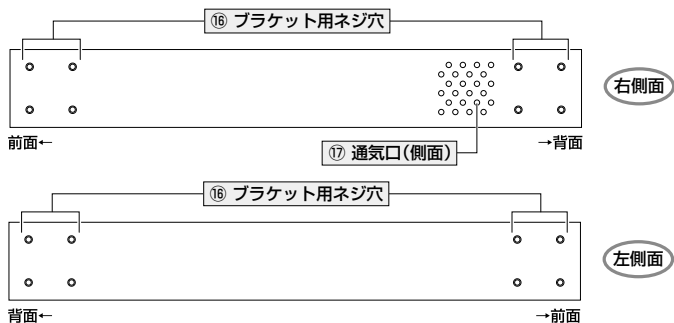 ⑯ ブラケット用ネジ穴
右側面
前面←
→背面
⑰ 通気口(側面)
⑯ ブラケット用ネジ穴
左側面
背面←
→前面